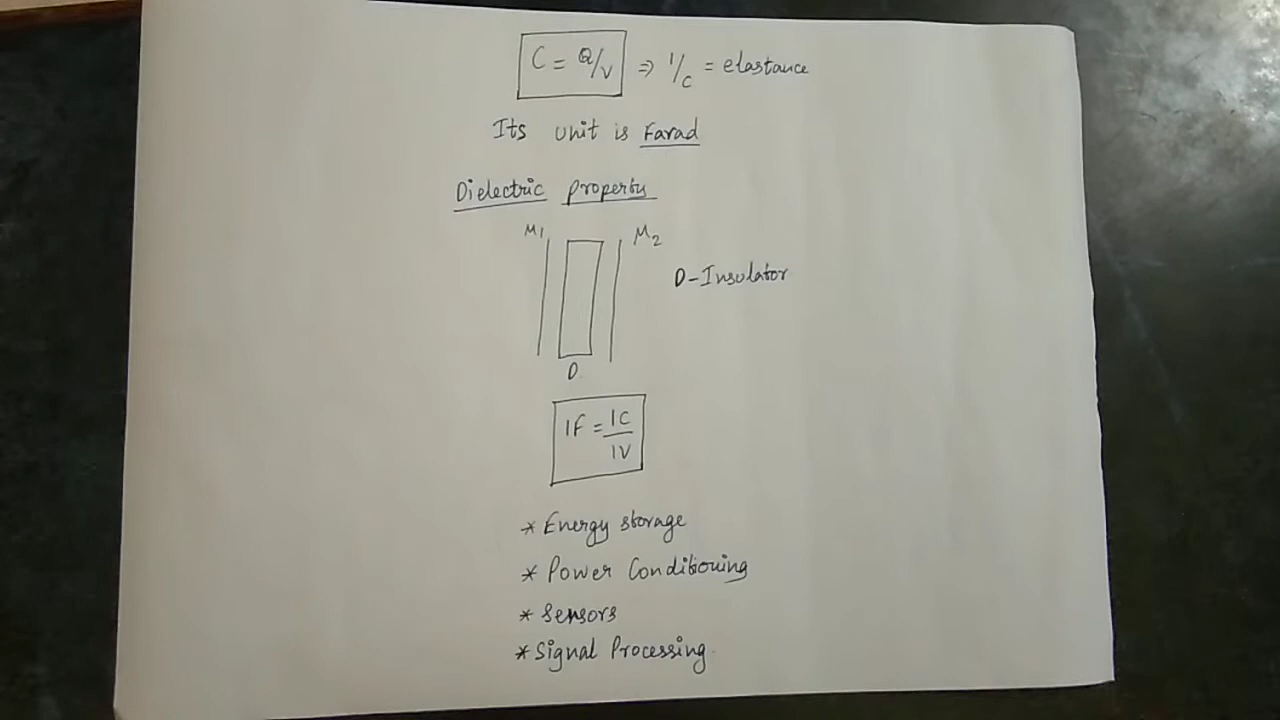 C = Q/V ⇒ 1/C = elastance
Its unit is Farad
Dielectric property
M1 M2
D-Insulator
D
1F = 1C/1V
* Energy storage
* Power Conditioning
* Sensors
* Signal Processing